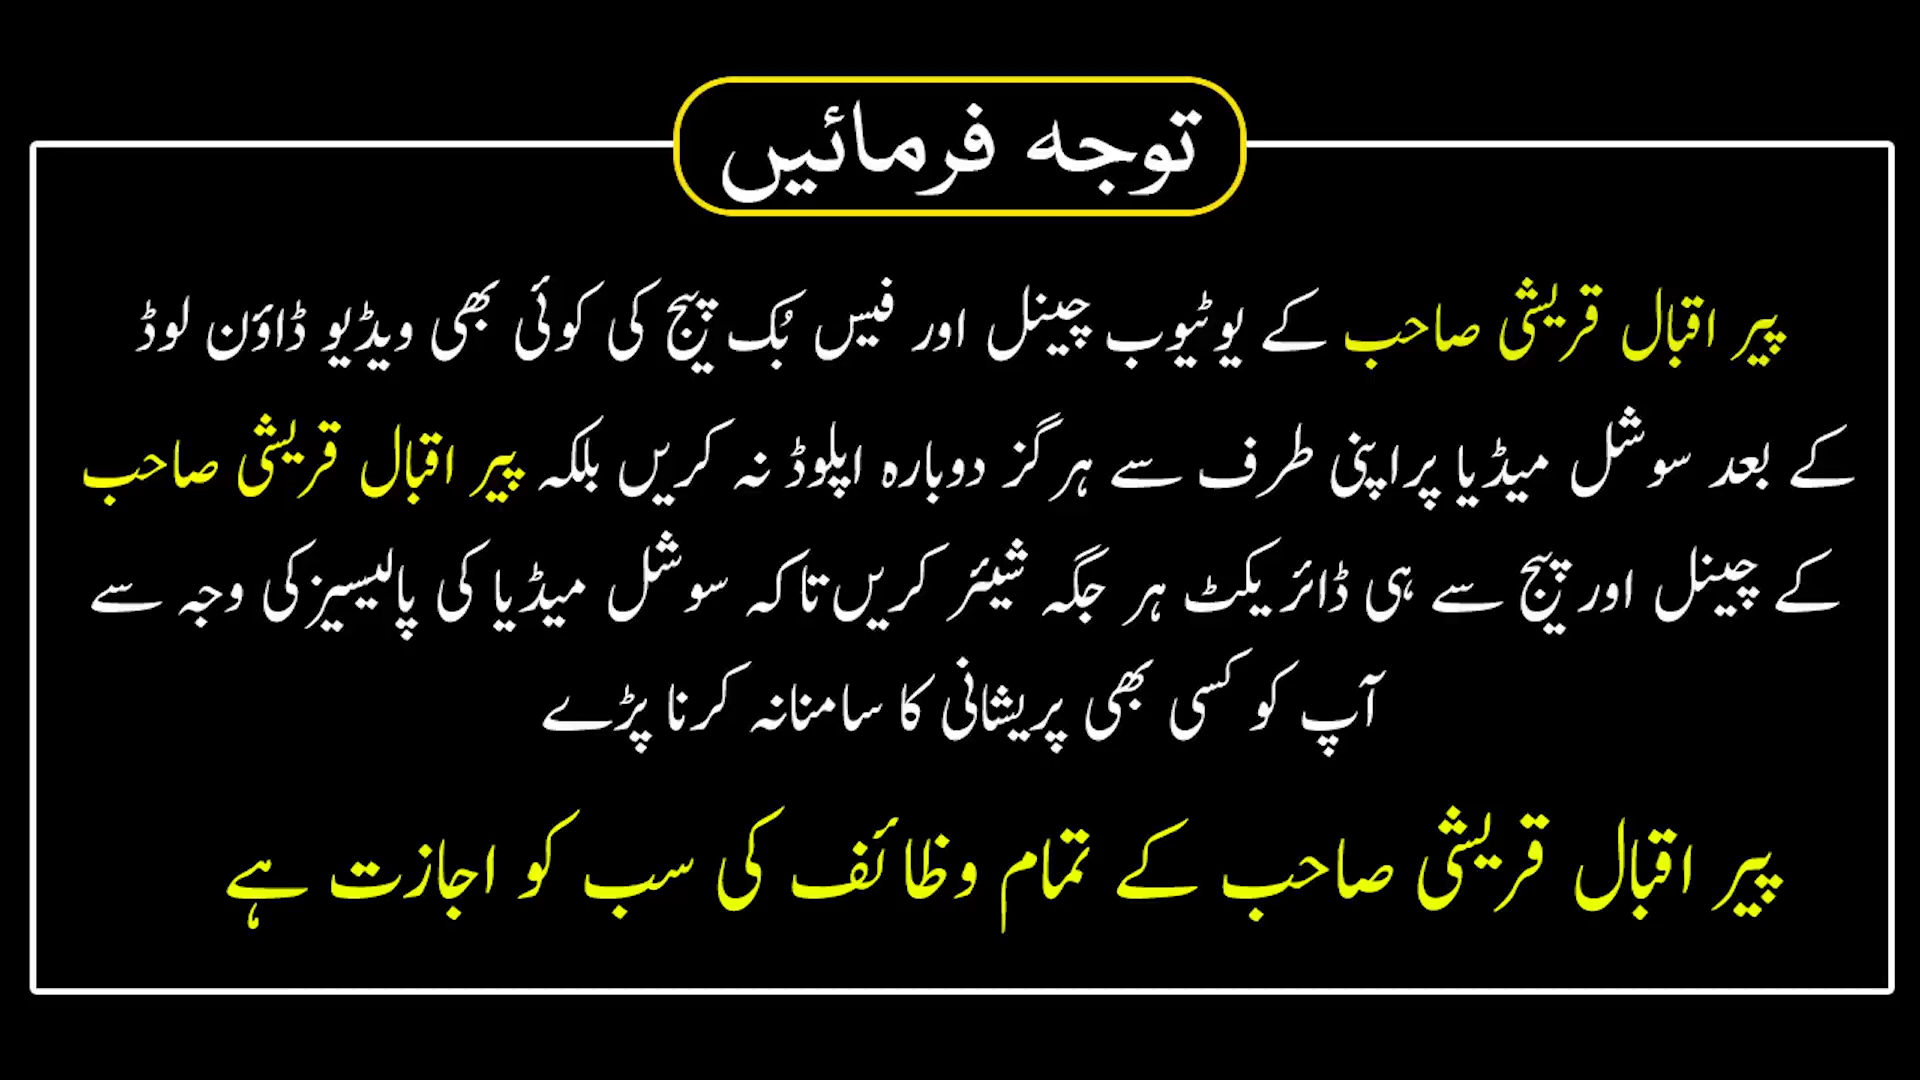 توجہ فرمائیں
پیر اقبال قریشی صاحب کے یوٹیوب چینل اور فیس بُک پیج کی کوئی بھی ویڈیو ڈاؤن لوڈ
کے بعد سوشل میڈیا پر اپنی طرف سے ہرگز دوبارہ اپلوڈ نہ کریں بلکہ پیر اقبال قریشی صاحب
کے چینل اور پیج سے ہی ڈائریکٹ ہر جگہ شیئر کریں تاکہ سوشل میڈیا کی پالیسیز کی وجہ سے
آپ کو کسی بھی پریشانی کا سامنا نہ کرنا پڑے
پیر اقبال قریشی صاحب کے تمام وظائف کی سب کو اجازت ہے